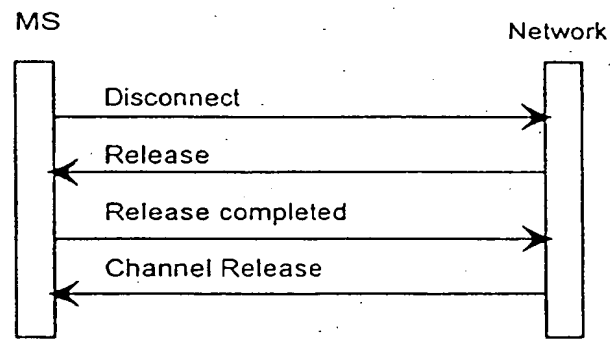 MS
Network
Disconnect
Release
Release completed
Channel Release